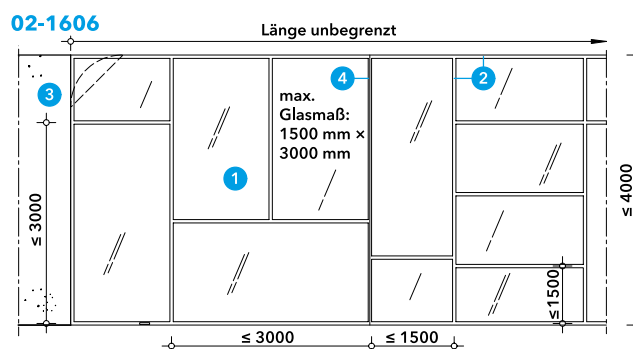 02-1606
Länge unbegrenzt
3
4
2
max.
Glasmaß:
1500 mm ×
3000 mm
1
≤ 3000
≤ 4000
≤1500
≤ 3000
≤ 1500